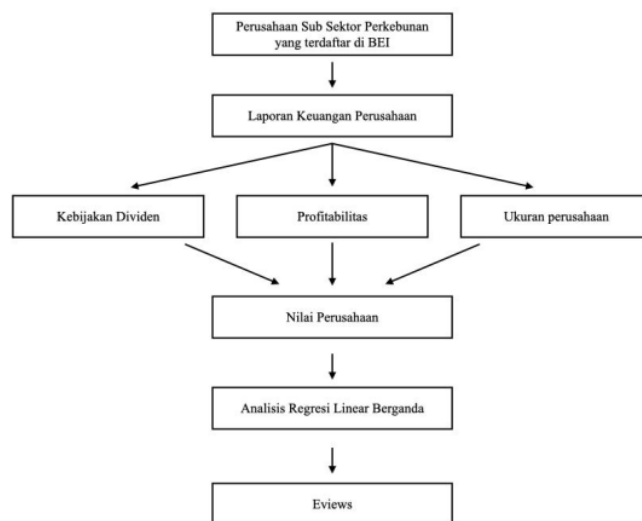 Perusahaan Sub Sektor Perkebunan
yang terdaftar di BEI
Laporan Keuangan Perusahaan
Kebijakan Dividen
Profitabilitas
Ukuran perusahaan
Nilai Perusahaan
Analisis Regresi Linear Berganda
Eviews